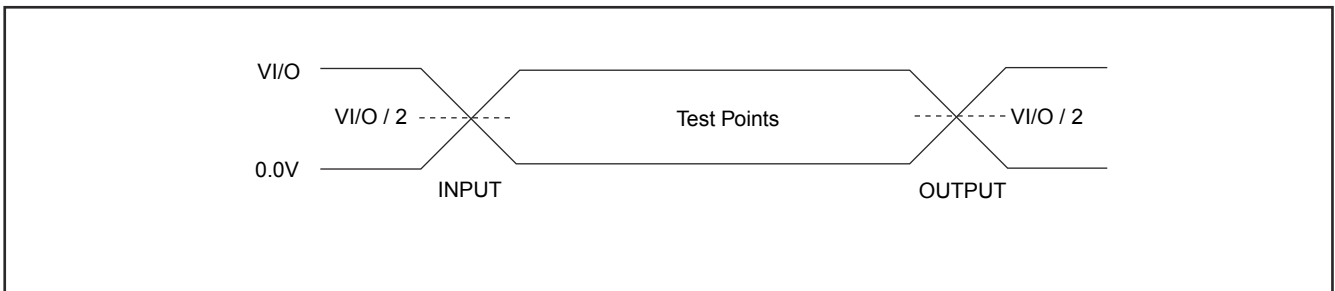 VI/O
VI/O / 2
Test Points
VI/O / 2
0.0V
INPUT
OUTPUT